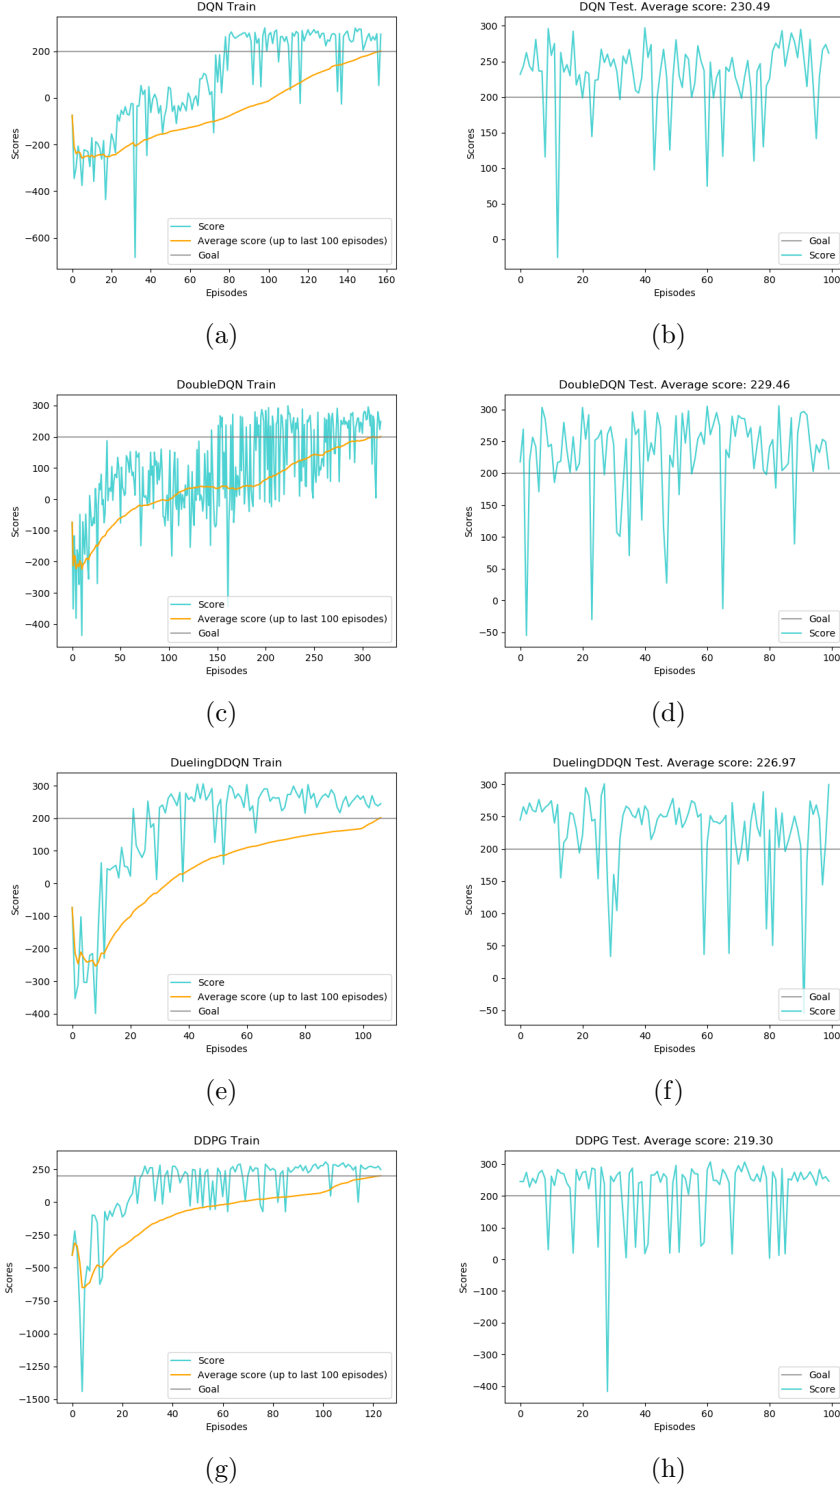 DQN Train
300
200
0
−200
−400
−600
Scores
Score
Average score (up to last 100 episodes)
Goal
0 20 40 60 80 100 120 140 160
Episodes
(a)
DQN Test. Average score: 230.49
300
250
200
150
100
50
0
Scores
Goal
Score
0 20 40 60 80 100
Episodes
(b)
DoubleDQN Train
300
200
100
0
−100
−200
−300
−400
Scores
Score
Average score (up to last 100 episodes)
Goal
0 50 100 150 200 250 300
Episodes
(c)
DoubleDQN Test. Average score: 229.46
300
250
200
150
100
50
0
−50
Scores
Goal
Score
0 20 40 60 80 100
Episodes
(d)
DuelingDDQN Train
300
200
100
0
−100
−200
−300
−400
Scores
Score
Average score (up to last 100 episodes)
Goal
0 20 40 60 80 100
Episodes
(e)
DuelingDDQN Test. Average score: 226.97
300
250
200
150
100
50
0
−50
Scores
Goal
Score
0 20 40 60 80 100
Episodes
(f)
DDPG Train
250
0
−250
−500
−750
−1000
−1250
−1500
Scores
Score
Average score (up to last 100 episodes)
Goal
0 20 40 60 80 100 120
Episodes
(g)
DDPG Test. Average score: 219.30
300
200
100
0
−100
−200
−300
−400
Scores
Goal
Score
0 20 40 60 80 100
Episodes
(h)